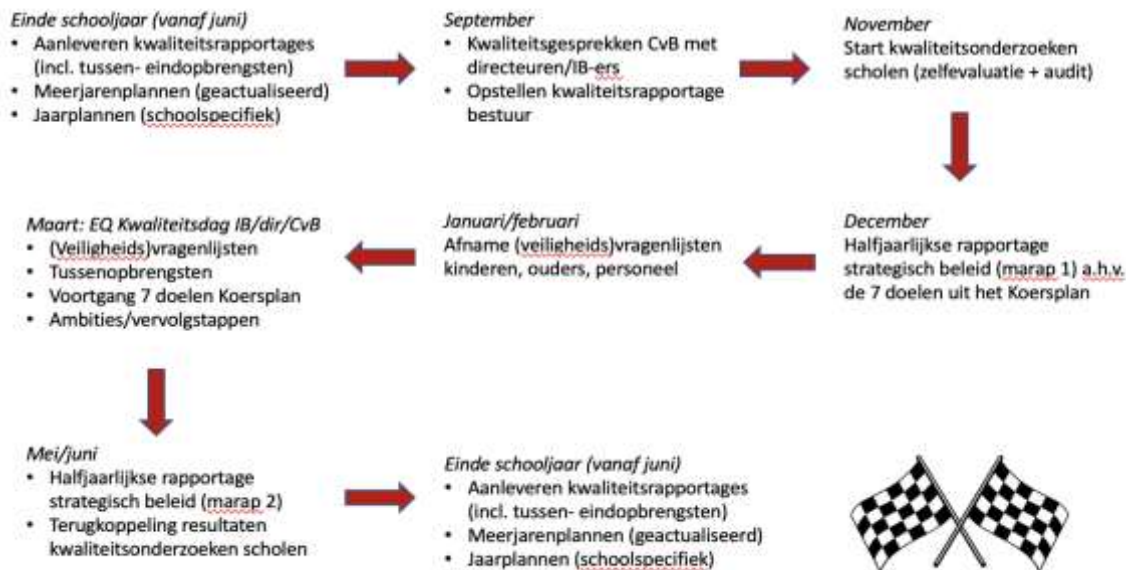 Einde schooljaar (vanaf juni)
• Aanleveren kwaliteitsrapportages
(incl. tussen- eindopbrengsten)
• Meerjarenplannen (geactualiseerd)
• Jaarplannen (schoolspecifiek)
September
• Kwaliteitsgesprekken CvB met
directeuren/IB-ers
• Opstellen kwaliteitsrapportage
bestuur
November
Start kwaliteitsonderzoeken
scholen (zelfevaluatie + audit)
December
Halfjaarlijkse rapportage
strategisch beleid (marap 1) a.h.v.
de 7 doelen uit het Koersplan
Januari/februari
Afname (veiligheids)vragenlijsten
kinderen, ouders, personeel
Maart: EQ Kwaliteitsdag IB/dir/CvB
• (Veiligheids)vragenlijsten
• Tussenopbrengsten
• Voortgang 7 doelen Koersplan
• Ambities/vervolgstappen
Mei/juni
• Halfjaarlijkse rapportage
strategisch beleid (marap 2)
• Terugkoppeling resultaten
kwaliteitsonderzoeken scholen
Einde schooljaar (vanaf juni)
• Aanleveren kwaliteitsrapportages
(incl. tussen- eindopbrengsten)
• Meerjarenplannen (geactualiseerd)
• Jaarplannen (schoolspecifiek)